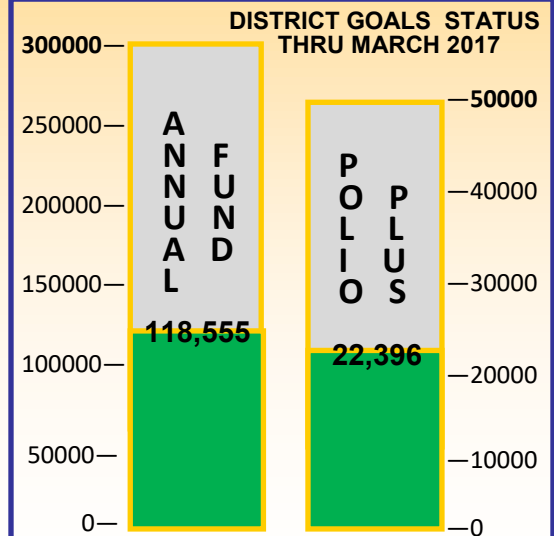 DISTRICT GOALS STATUS
THRU MARCH 2017
300000
250000
200000
150000
100000
50000
0
ANNUAL
FUND
118,555
POLIO
PLUS
22,396
50000
40000
30000
20000
10000
0